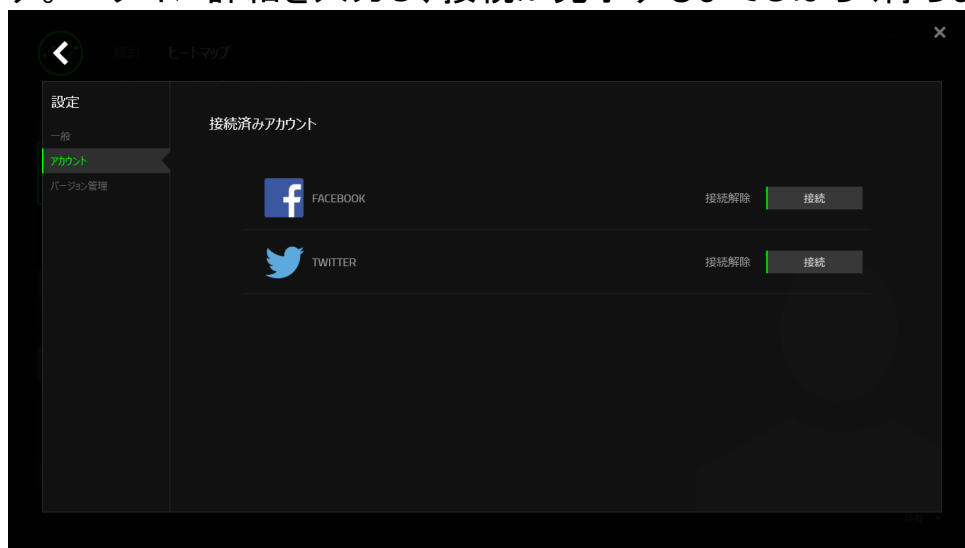 ヒートマップ
設定
一般
アカウント
バージョン管理
接続済みアカウント
FACEBOOK
接続解除
接続
TWITTER
接続解除
接続